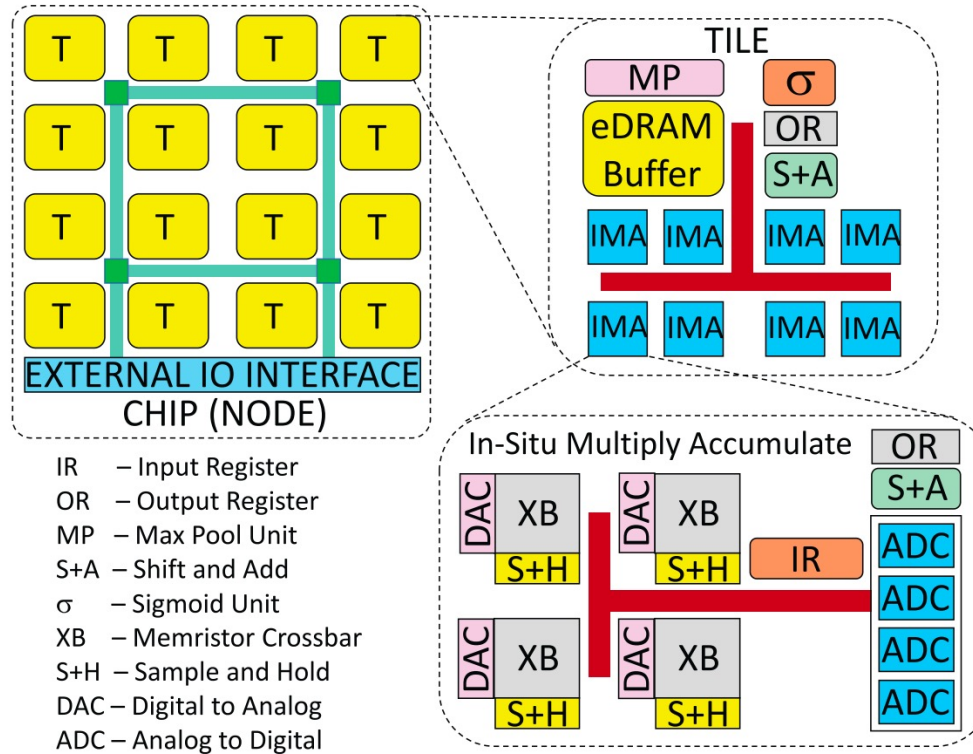 T T T T
T T T T
T T T T
T T T T
EXTERNAL IO INTERFACE
CHIP (NODE)
TILE
MP
σ
eDRAM
Buffer
OR
S+A
IMA IMA IMA IMA
IMA IMA IMA IMA
IR – Input Register
OR – Output Register
MP – Max Pool Unit
S+A – Shift and Add
σ – Sigmoid Unit
XB – Memristor Crossbar
S+H – Sample and Hold
DAC – Digital to Analog
ADC – Analog to Digital
In-Situ Multiply Accumulate
OR
S+A
DAC XB DAC XB
S+H S+H
IR
DAC XB DAC XB
S+H S+H
ADC
ADC
ADC
ADC